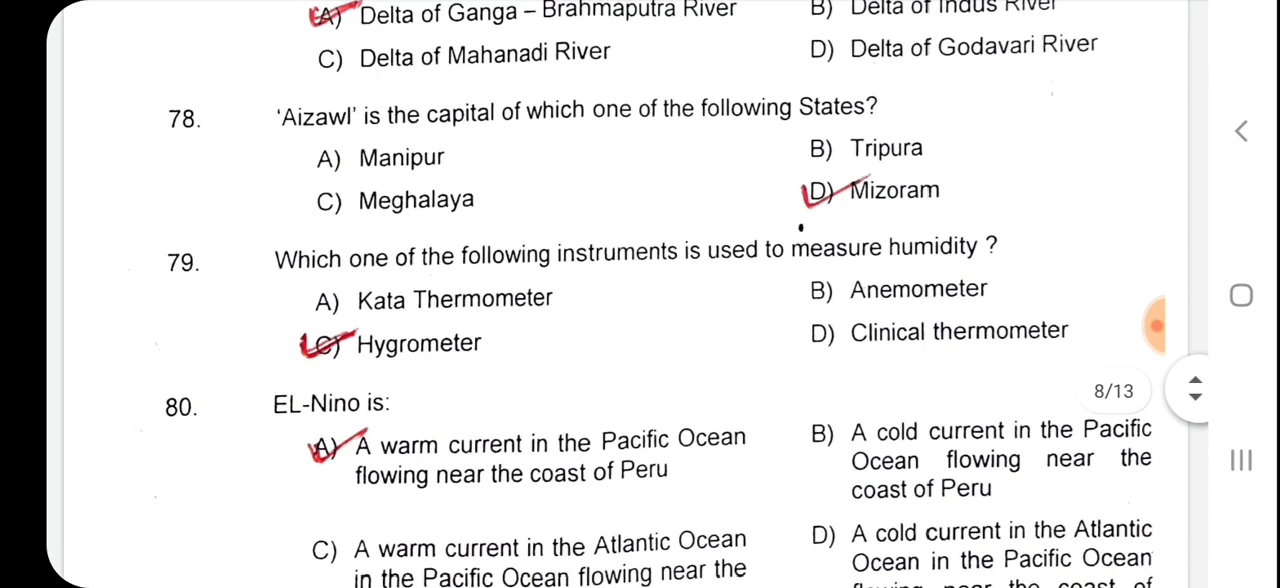 A) Delta of Ganga – Brahmaputra River B) Delta of Indus River
C) Delta of Mahanadi River D) Delta of Godavari River
78. 'Aizawl' is the capital of which one of the following States?
A) Manipur B) Tripura
C) Meghalaya D) Mizoram
79. Which one of the following instruments is used to measure humidity ?
A) Kata Thermometer B) Anemometer
C) Hygrometer D) Clinical thermometer
8/13
80. EL-Nino is:
A) A warm current in the Pacific Ocean B) A cold current in the Pacific
flowing near the coast of Peru Ocean flowing near the
coast of Peru
C) A warm current in the Atlantic Ocean D) A cold current in the Atlantic
in the Pacific Ocean flowing near the Ocean in the Pacific Ocean
flowing near the coast of